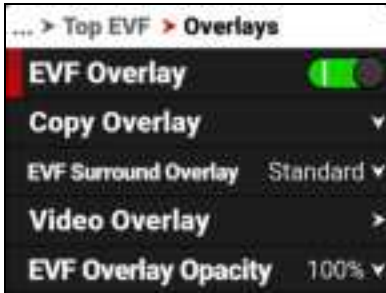 ... > Top EVF > Overlays
EVF Overlay
Copy Overlay
EVF Surround Overlay Standard
Video Overlay >
EVF Overlay Opacity 100%